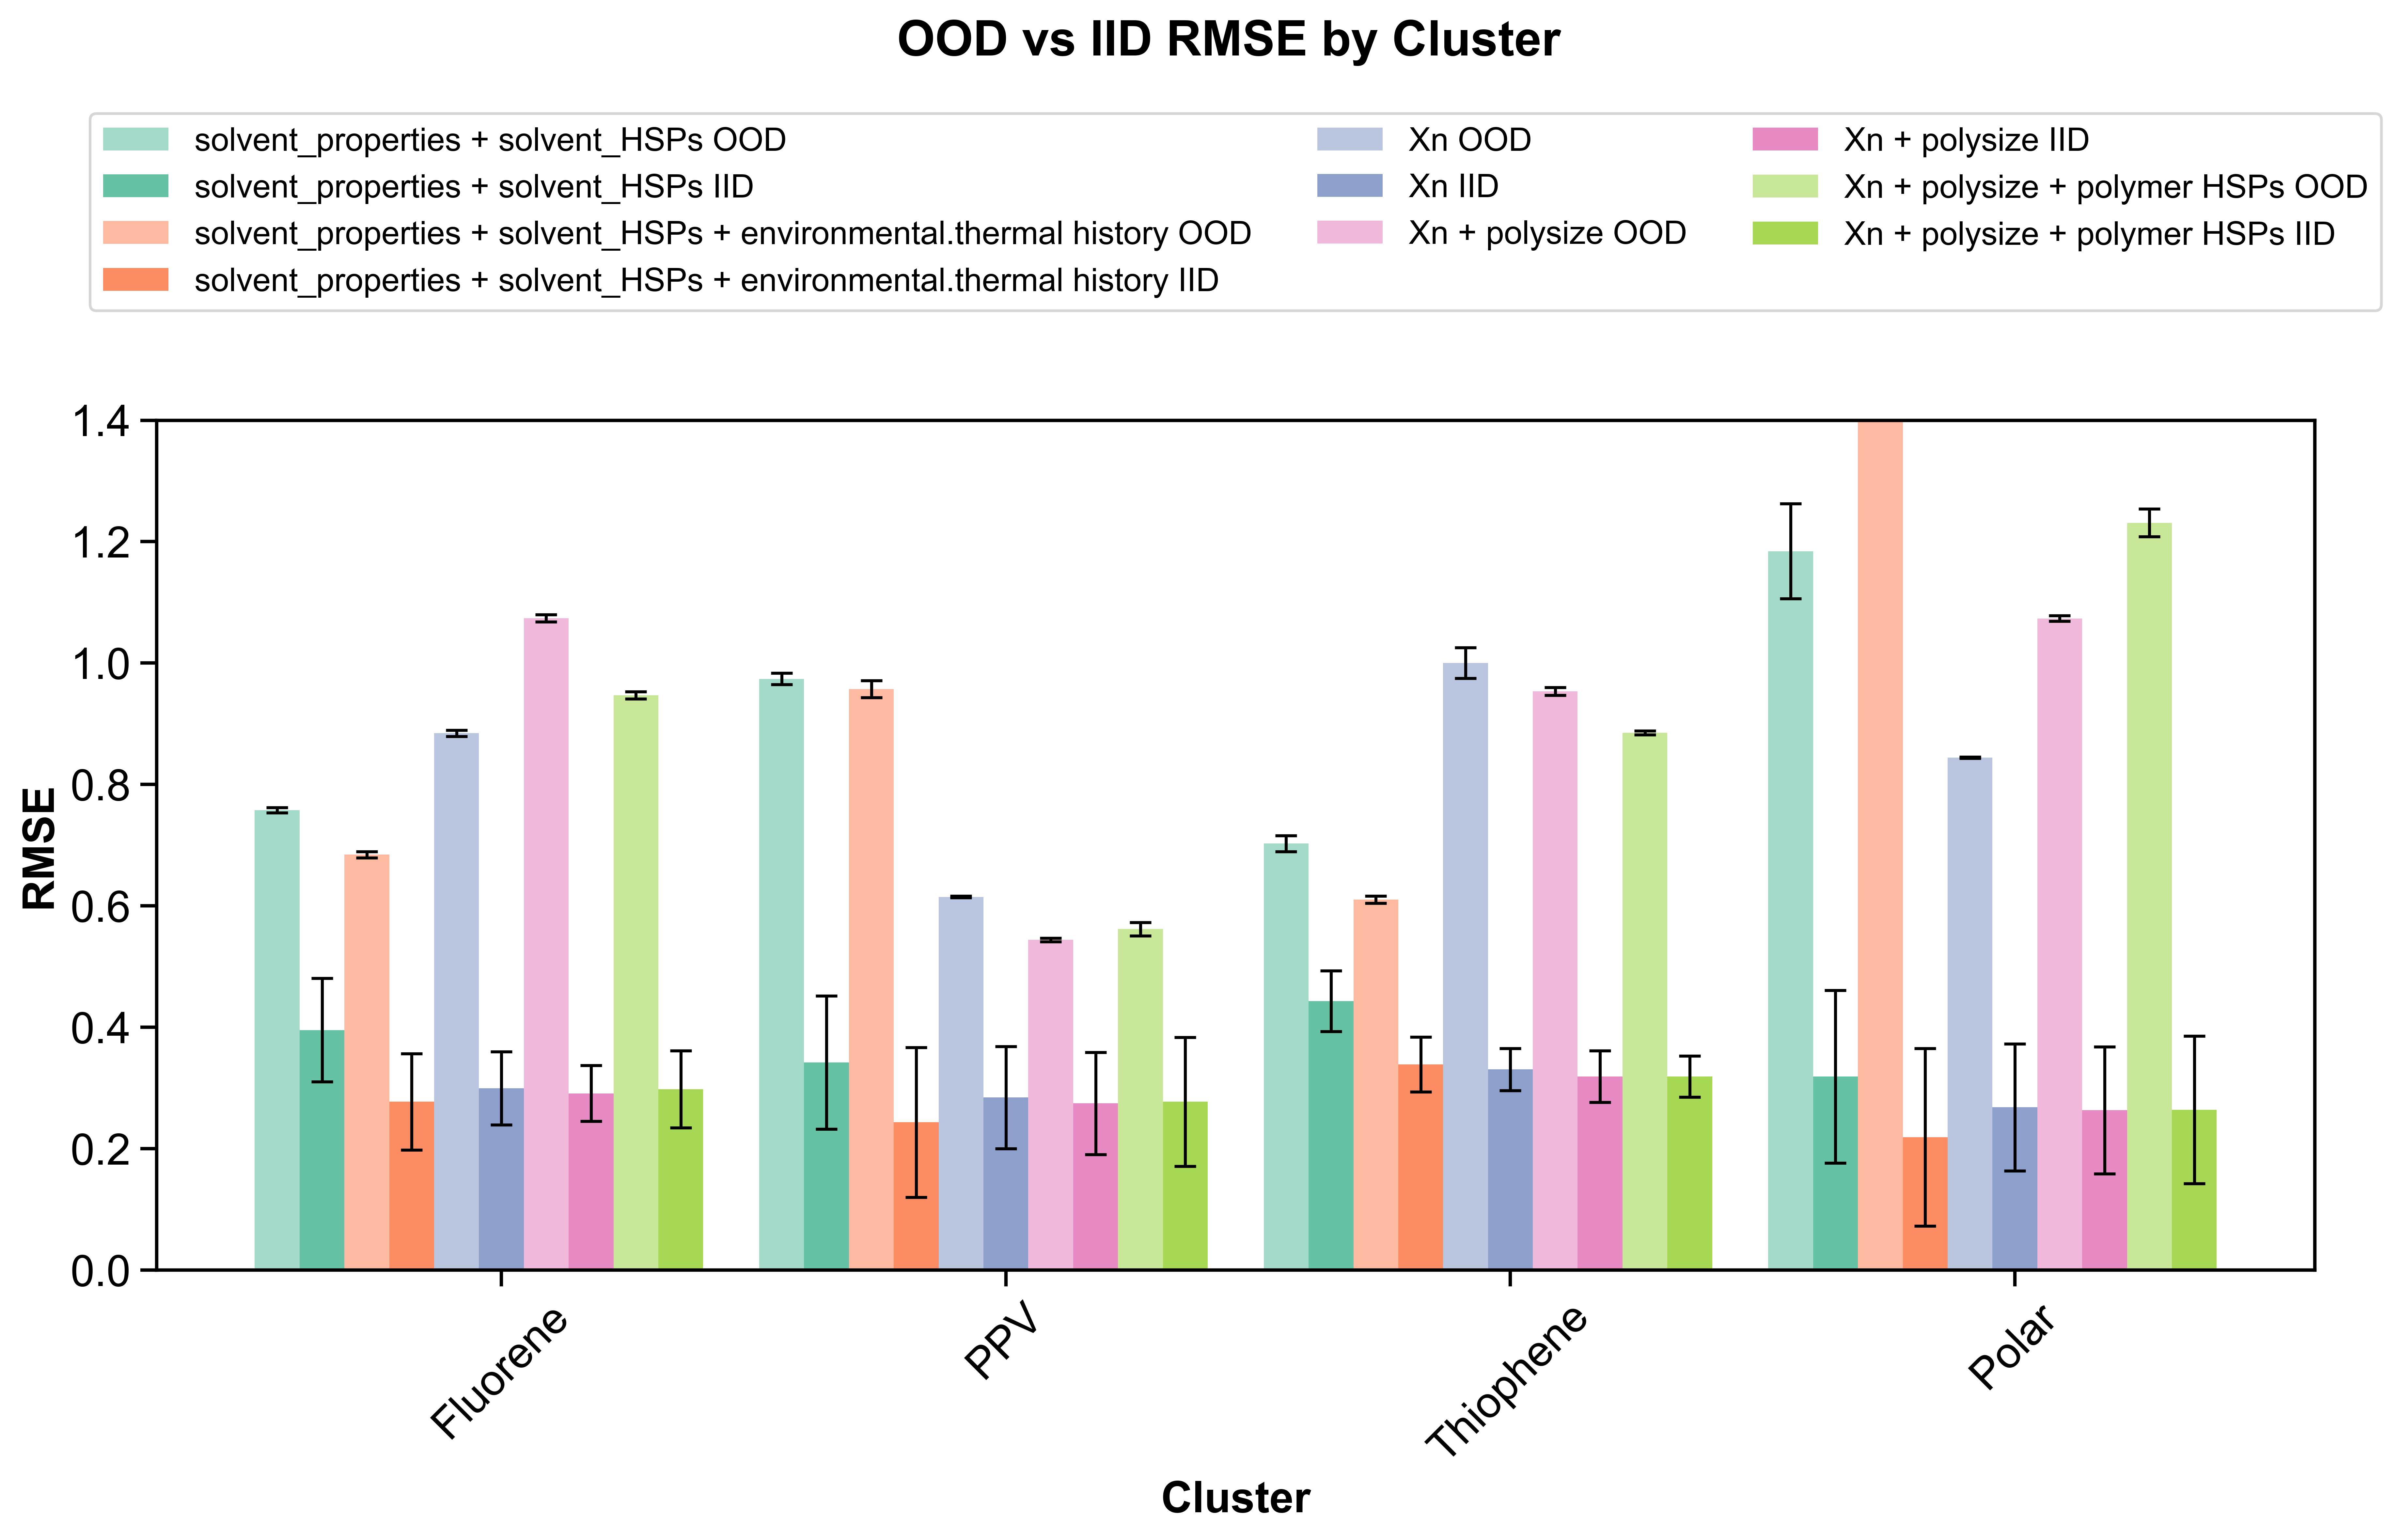 OOD vs IID RMSE by Cluster
solvent_properties + solvent_HSPs OOD
solvent_properties + solvent_HSPs IID
solvent_properties + solvent_HSPs + environmental.thermal history OOD
solvent_properties + solvent_HSPs + environmental.thermal history IID
Xn OOD
Xn IID
Xn + polysize OOD
Xn + polysize IID
Xn + polysize + polymer HSPs OOD
Xn + polysize + polymer HSPs IID
1.4
1.2
1.0
0.8
0.6
0.4
0.2
0.0
RMSE
Fluorene
PPV
Thiophene
Polar
Cluster